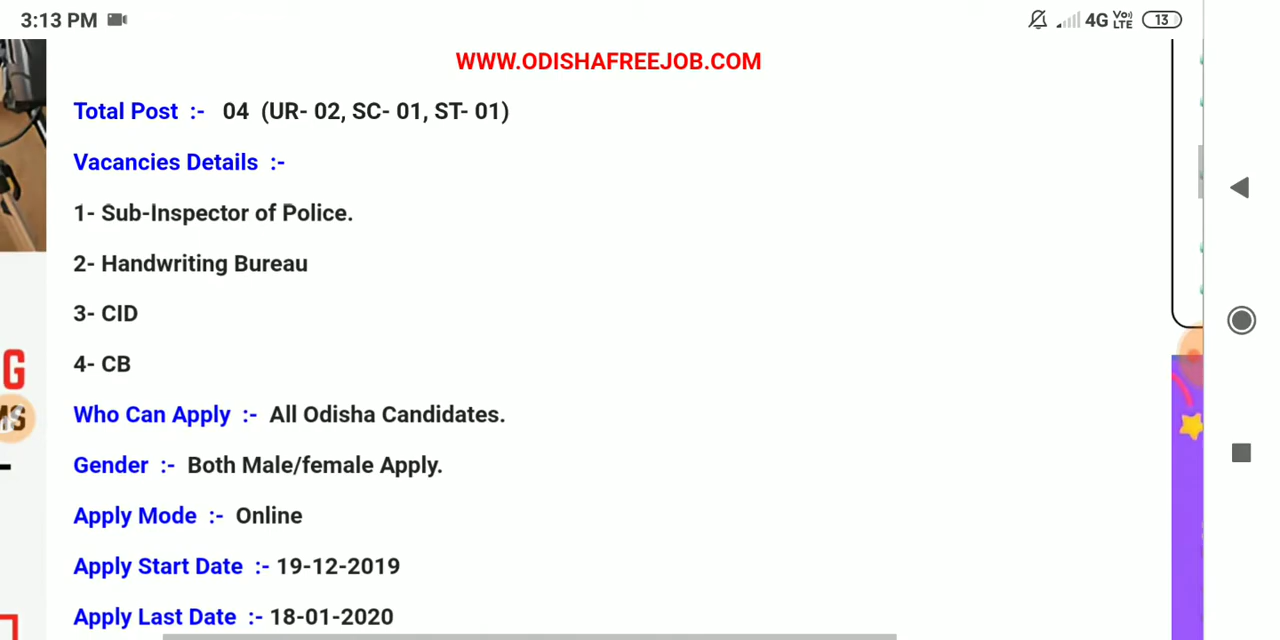 3:13 PM
4G Vo) LTE 13
WWW.ODISHAFREEJOB.COM
Total Post :- 04 (UR- 02, SC- 01, ST- 01)
Vacancies Details :-
1- Sub-Inspector of Police.
2- Handwriting Bureau
3- CID
4- CB
G
Who Can Apply :- All Odisha Candidates.
MS
Gender :- Both Male/female Apply.
Apply Mode :- Online
Apply Start Date :- 19-12-2019
Apply Last Date :- 18-01-2020